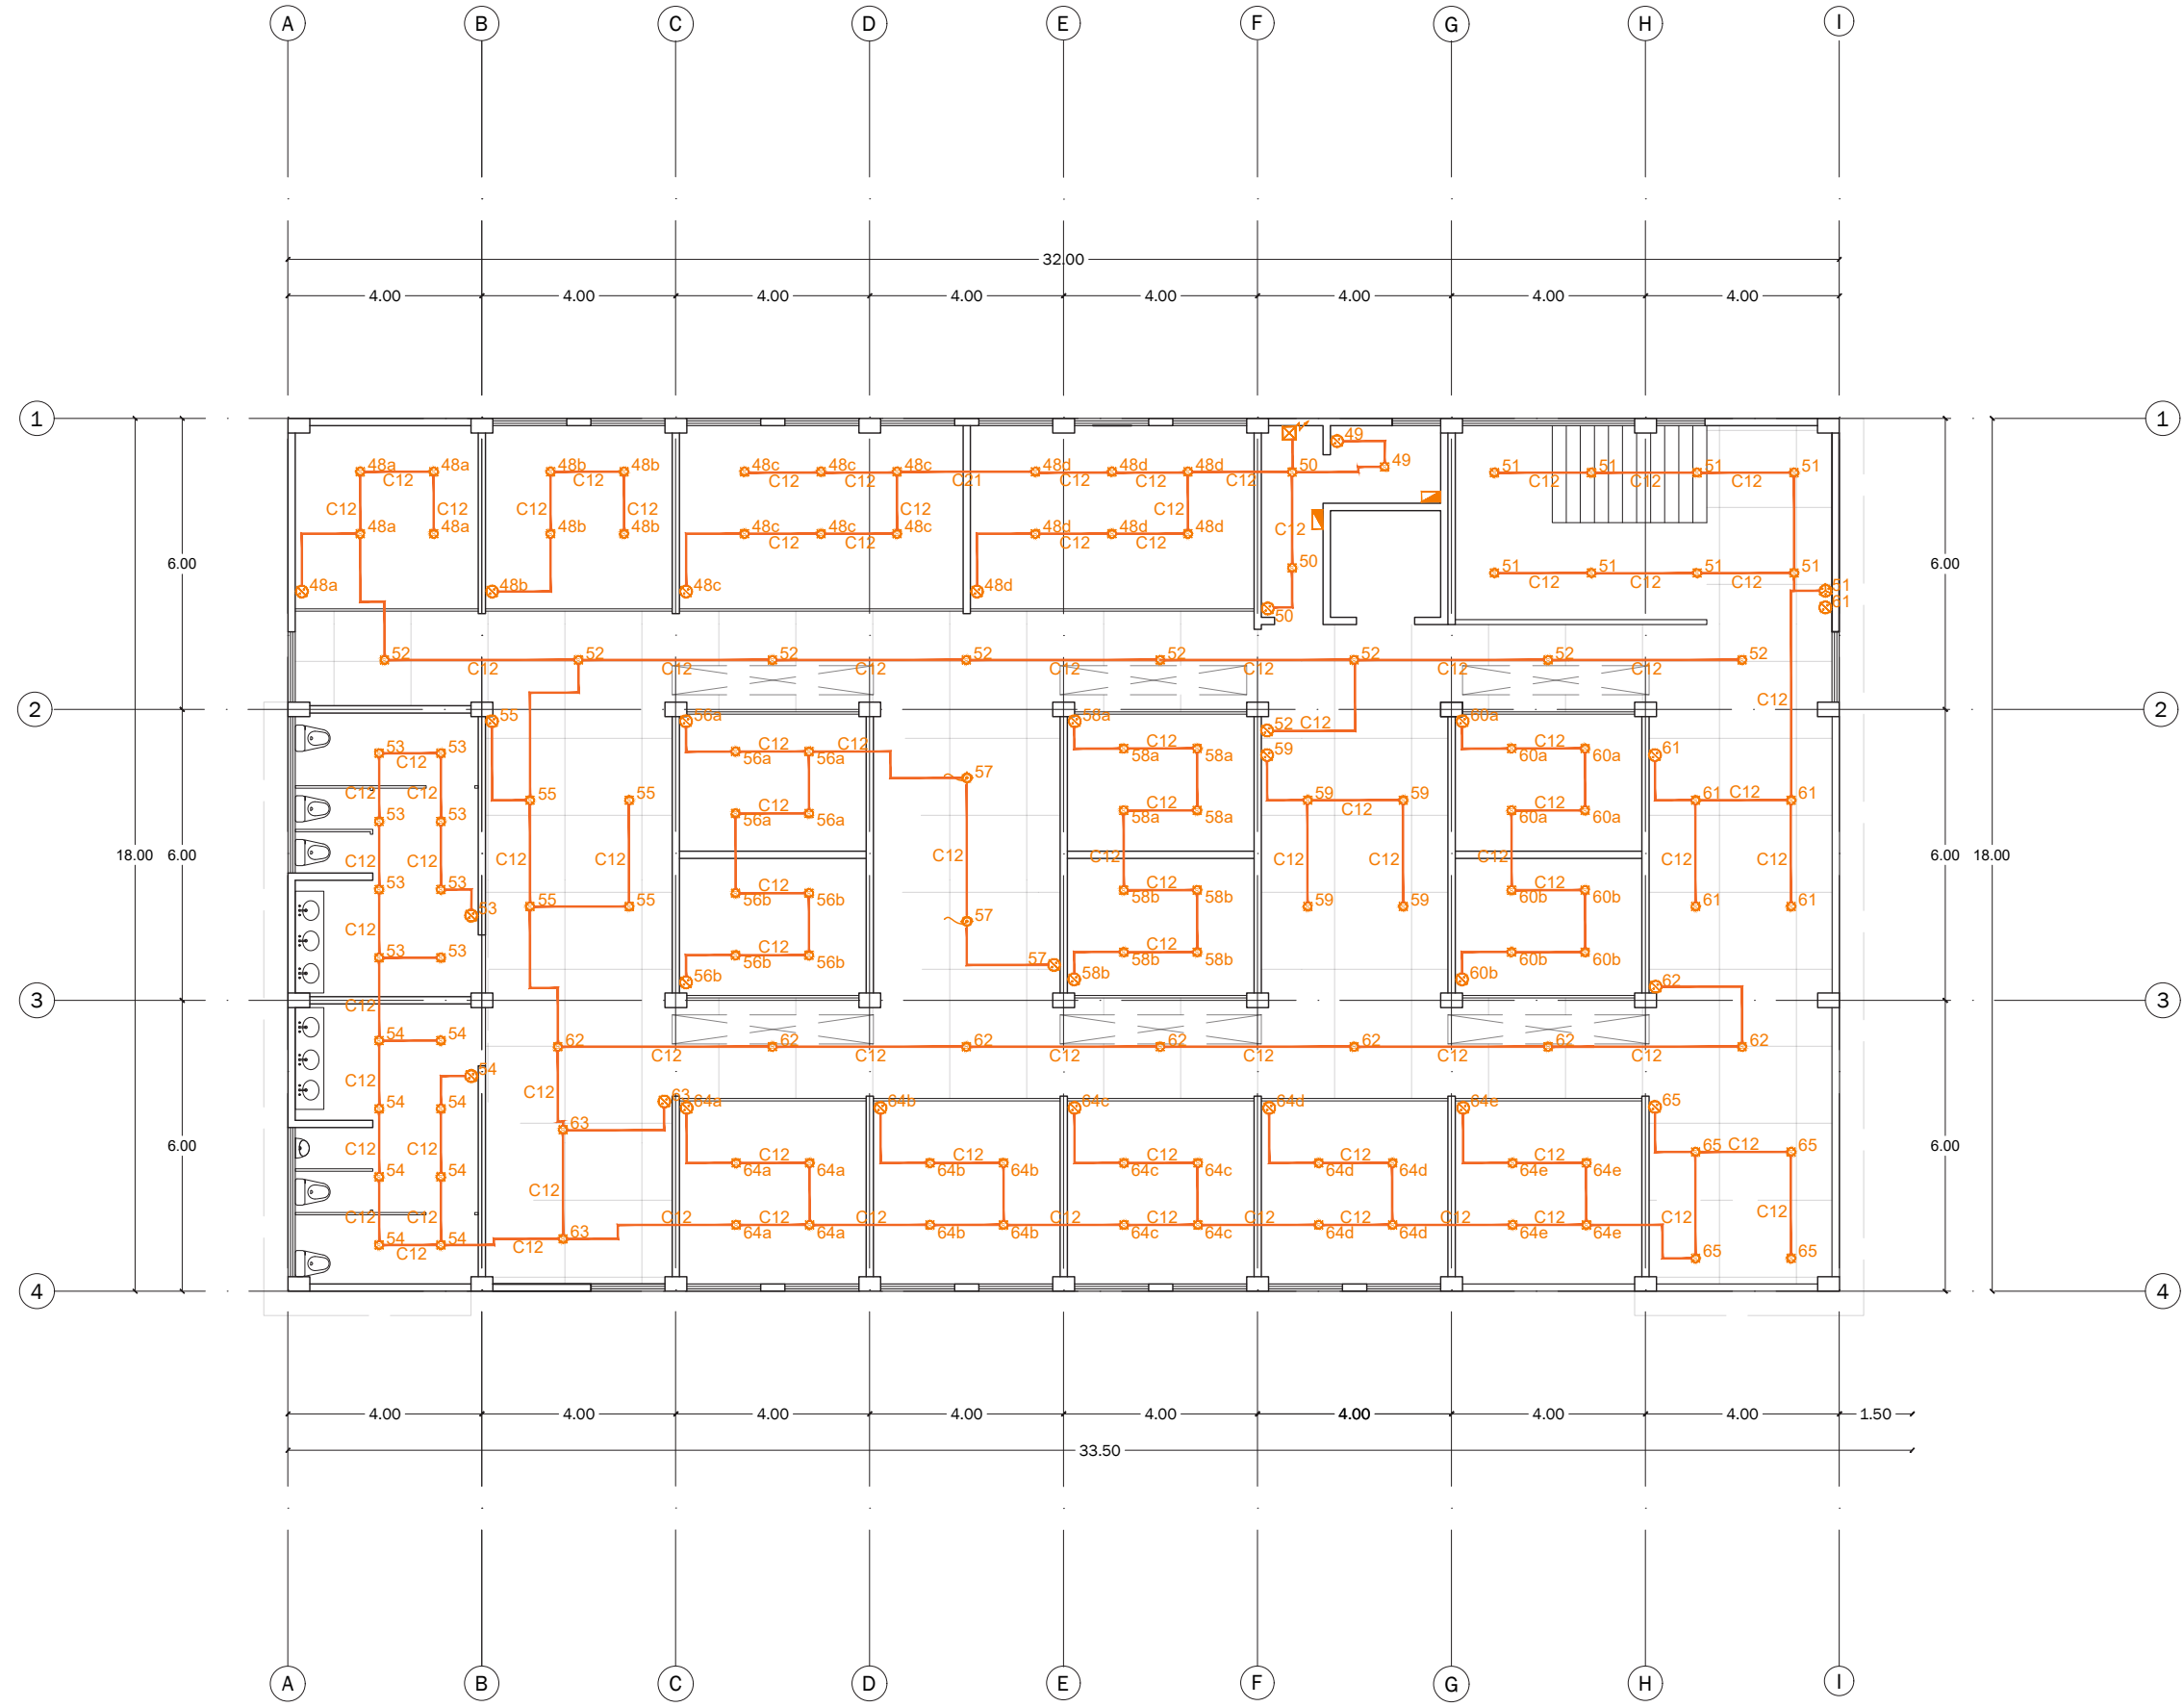 A B C D E F G H I
32.00
4.00 4.00 4.00 4.00 4.00 4.00 4.00 4.00
1 1
49
48a 48a 48b 48b 48c 48c 48c 48d 48d 48d 50 49 51 51 51 51
C12 C12 C12 C12 C21 C12 C12 C12 C12 C12 C12
C12 C12 C12 C12 C12 C12
48a 48a 48b 48b 48c 48c 48c 48d 48d 48d C12
C12 C12 C12 C12
6.00 50 51 51 51 51 6.00
C12 C12 C12
48a 48b 48c 48d 51
50 61
52 52 52 52 52 52 52 52
C12 C12 C12 C12 C12 C12 C12
C12
2 2
55 56a 58a 52 C12 60a
53 53 C12 C12 C12 59 C12 61
C12 56a 56a 58a 58a 60a 60a
57
C12 C12 55 55 59 59 61 C12 61
53 53 C12 C12 C12 C12
56a 56a 58a 58a 60a 60a
18.00 6.00 C12 C12 C12 C12 C12 C12 C12 C12 C12 C12 C12 6.00 18.00
53 53 C12 C12 C12
56b 56b 58b 58b 60b 60b
53 55 55 57 59 59 61 61
C12
53 53 C12 C12 C12
56b 56b 57 58b 58b 60b 60b
56b 58b 60b 62
3 3
C12
54 54 62 62 62 62 62 62 62
C12 C12 C12 C12 C12 C12
54
C12 C12
54 54 63 64a 64b 64c 64d 64e 65
63
C12 C12 C12 C12 C12 C12 C12 65 C12 65
6.00 6.00
54 54 64a 64a 64b 64b 64c 64c 64d 64d 64e 64e
C12
C12 C12 C12 C12 C12 C12 C12 C12 C12 C12 C12 C12 C12 C12
54 54 63 64a 64a 64b 64b 64c 64c 64d 64d 64e 64e
C12 C12 65 65
4 4
4.00 4.00 4.00 4.00 4.00 4.00 4.00 4.00 1.50
33.50
A B C D E F G H I